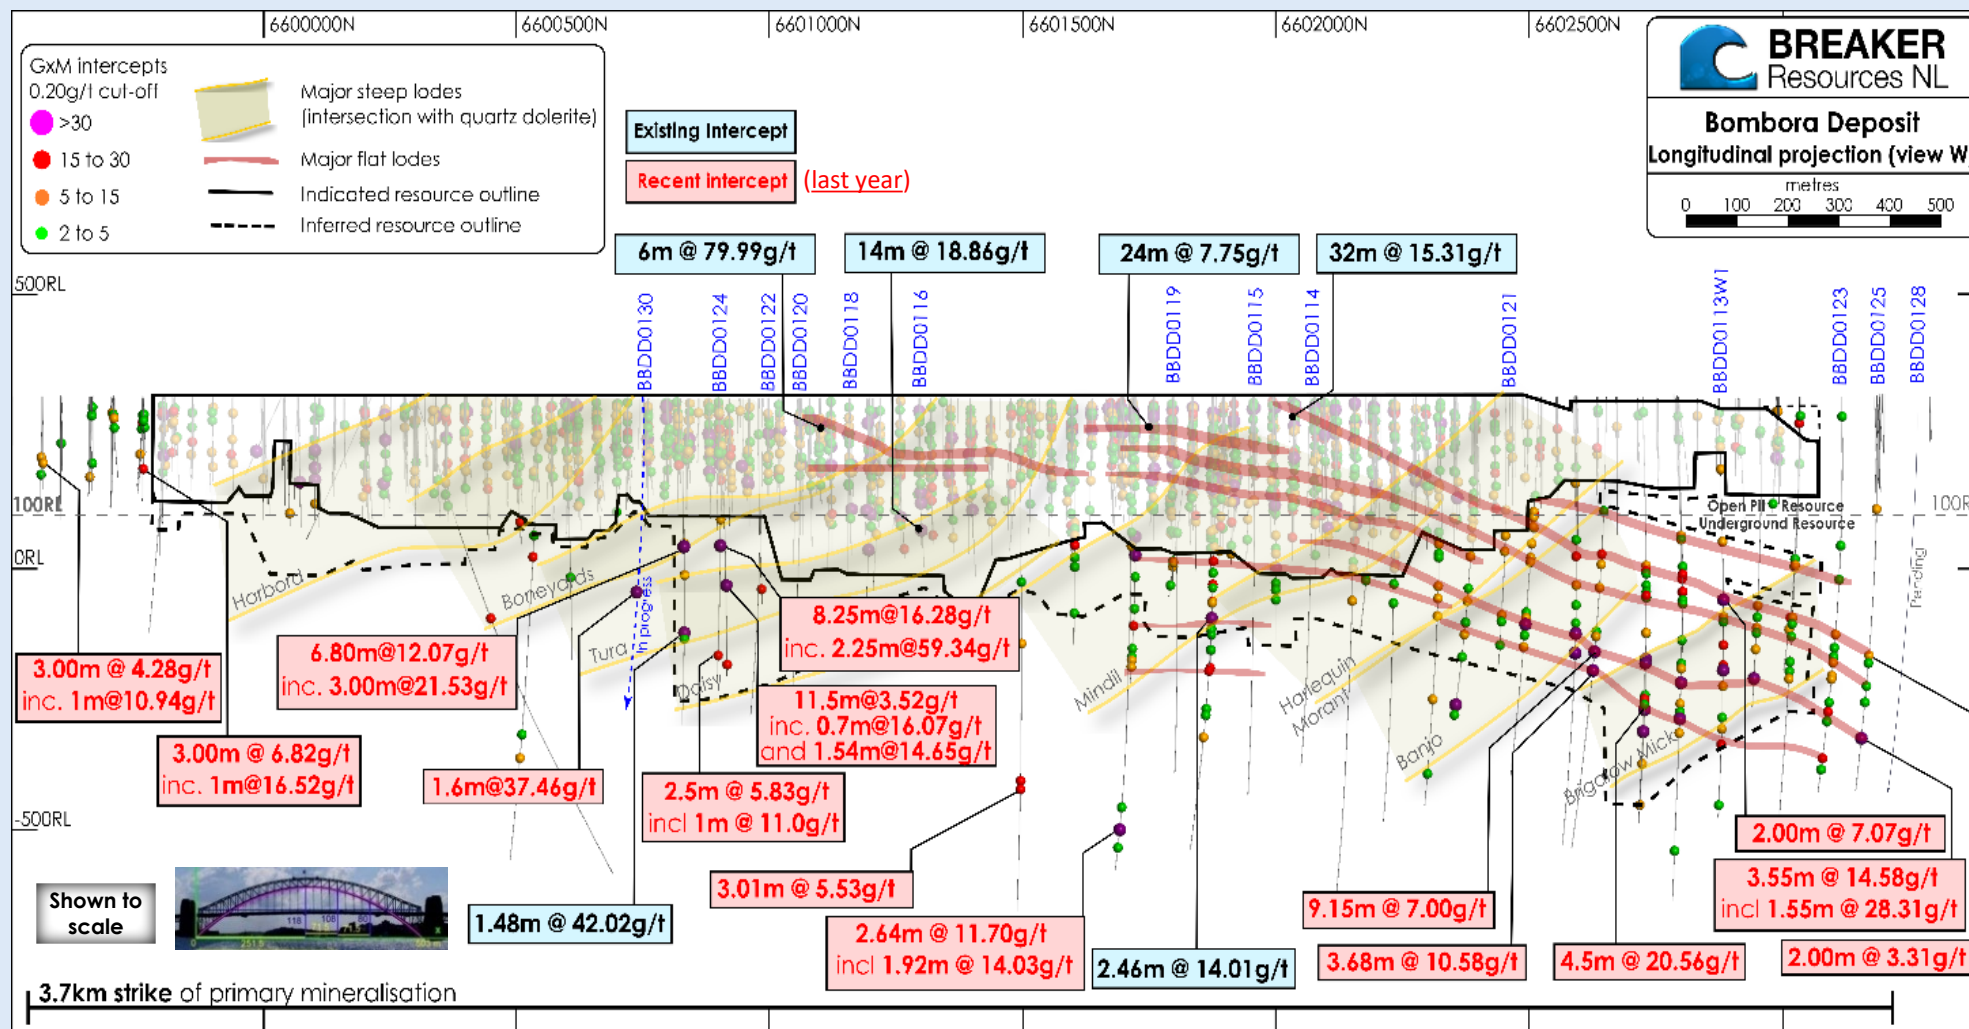 6600000N
6600500N
6601000N
6601500N
6602000N
6602500N
GxM intercepts
0.20g/t cut-off
>30
15 to 30
5 to 15
2 to 5
Major steep lodes
(intersection with quartz dolerite)
Major flat lodes
Indicated resource outline
Inferred resource outline
Existing Intercept
Recent intercept (last year)
BREAKER
Resources NL
Bombora Deposit
Longitudinal projection (view W
metres
0 100 200 300 400 500
6m @ 79.99g/t
14m @ 18.86g/t
24m @ 7.75g/t
32m @ 15.31g/t
500RL
BBDD0130
BBDD0124
BBDD0122
BBDD0120
BBDD0118
BBDD0116
BBDD0119
BBDD0115
BBDD0114
BBDD0121
BBDD0113W1
BBDD0123
BBDD0125
BBDD0128
100RL
100R
Open Pit Resource
Underground Resource
0RL
Pending
In progress
Harbord
Boneyards
Tura
Daisy
Mindil
Harlequin
Morant
Banjo
Brigalow Mick
8.25m@16.28g/t
inc. 2.25m@59.34g/t
6.80m@12.07g/t
inc. 3.00m@21.53g/t
3.00m @ 4.28g/t
inc. 1m@10.94g/t
11.5m@3.52g/t
inc. 0.7m@16.07g/t
and 1.54m@14.65g/t
3.00m @ 6.82g/t
inc. 1m@16.52g/t
1.6m@37.46g/t
2.5m @ 5.83g/t
incl 1m @ 11.0g/t
-500RL
2.00m @ 7.07g/t
3.01m @ 5.53g/t
3.55m @ 14.58g/t
incl 1.55m @ 28.31g/t
Shown to
scale
118 108 80
0 251.5
1.48m @ 42.02g/t
9.15m @ 7.00g/t
2.64m @ 11.70g/t
incl 1.92m @ 14.03g/t
2.46m @ 14.01g/t
3.68m @ 10.58g/t
4.5m @ 20.56g/t
2.00m @ 3.31g/t
3.7km strike of primary mineralisation